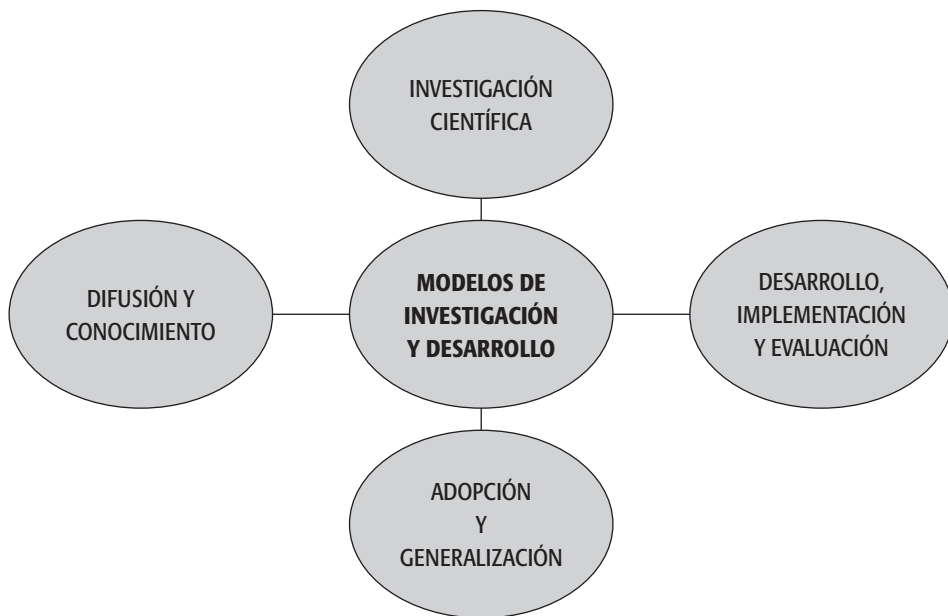 INVESTIGACIÓN
CIENTÍFICA
DIFUSIÓN Y
CONOCIMIENTO
MODELOS DE
INVESTIGACIÓN
Y DESARROLLO
DESARROLLO,
IMPLEMENTACIÓN
Y EVALUACIÓN
ADOPCIÓN
Y
GENERALIZACIÓN